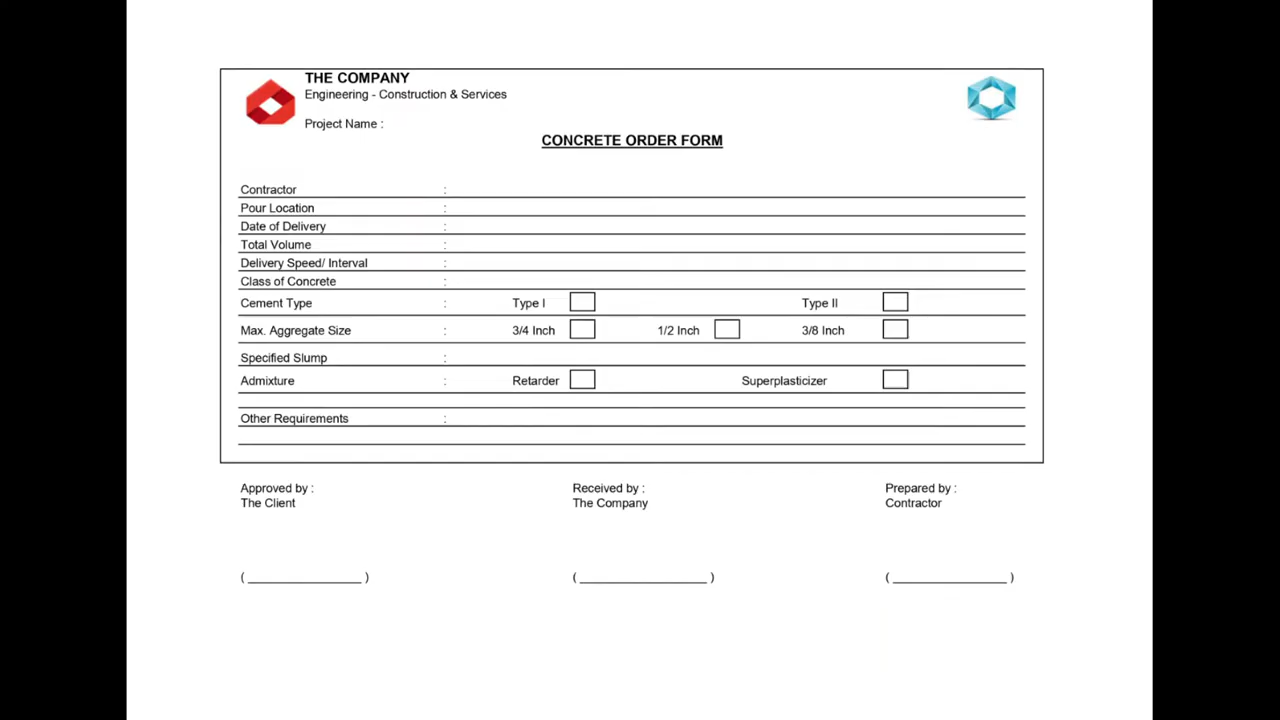 THE COMPANY
Engineering - Construction & Services
Project Name :
CONCRETE ORDER FORM
Contractor :
Pour Location :
Date of Delivery :
Total Volume :
Delivery Speed/ Interval :
Class of Concrete :
Cement Type : Type I Type II
Max. Aggregate Size : 3/4 Inch 1/2 Inch 3/8 Inch
Specified Slump :
Admixture : Retarder Superplasticizer
Other Requirements :
Approved by : Received by : Prepared by :
The Client The Company Contractor
( _________________ ) ( ___________________ ) ( _________________ )